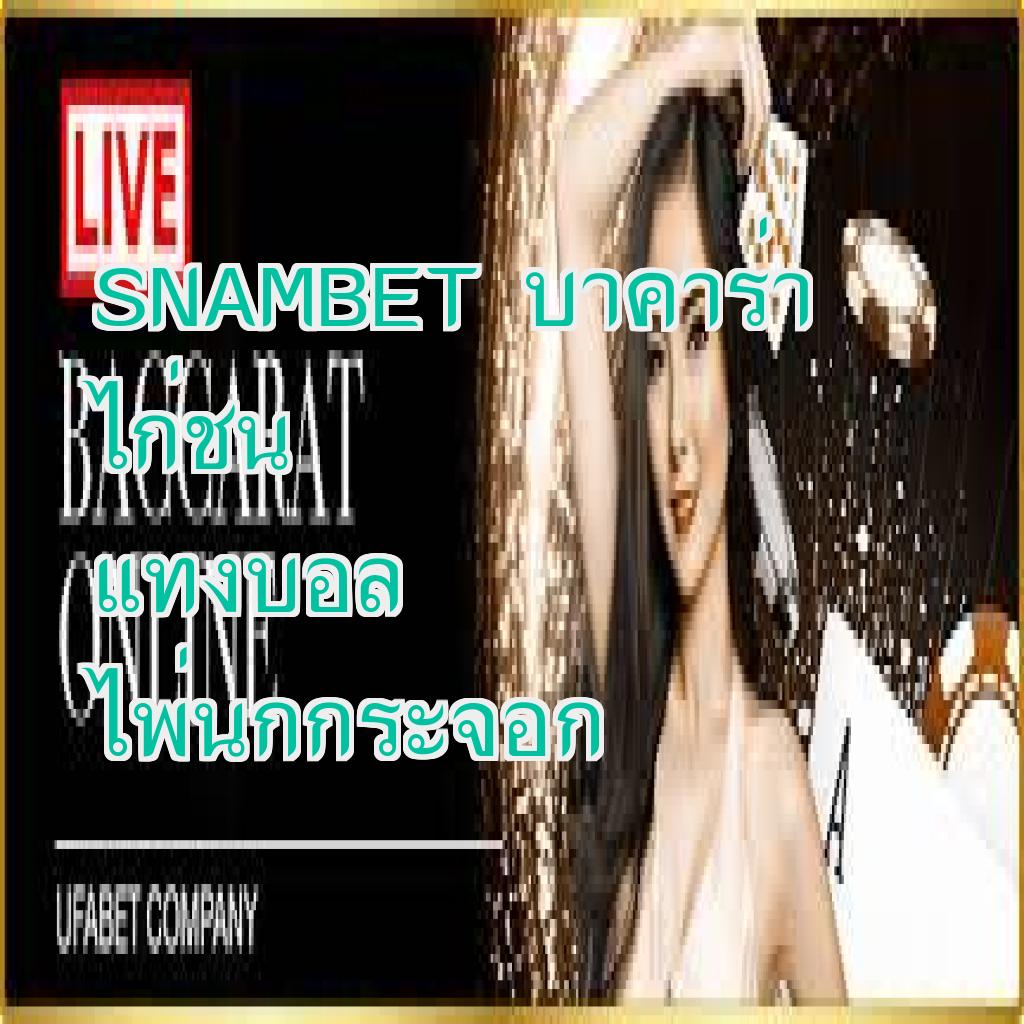 LIVE
SNAMBET บาคาร่า
BACCARAT
ไก่ชน
ONLINE
แทงบอล
ไพ่นกกระจอก
UFABET COMPANY
A